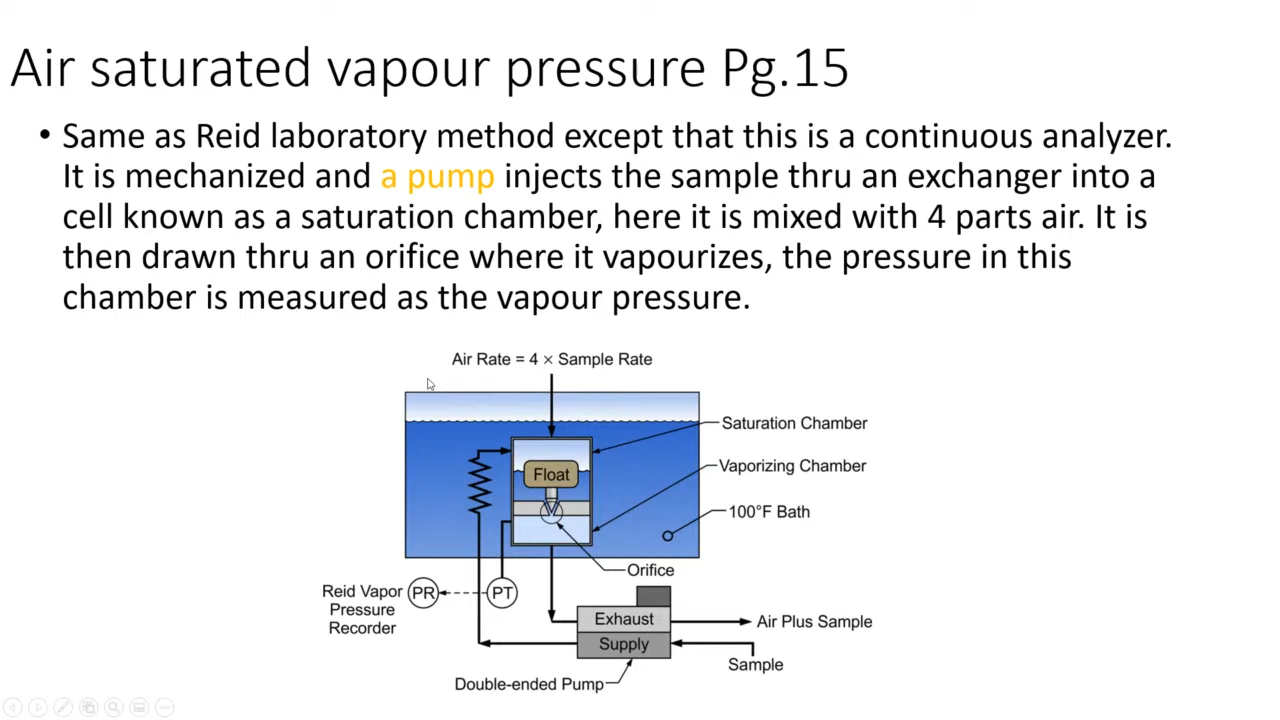 Air saturated vapour pressure Pg.15
• Same as Reid laboratory method except that this is a continuous analyzer.
It is mechanized and a pump injects the sample thru an exchanger into a
cell known as a saturation chamber, here it is mixed with 4 parts air. It is
then drawn thru an orifice where it vapourizes, the pressure in this
chamber is measured as the vapour pressure.
Air Rate = 4 × Sample Rate
Saturation Chamber
Float
Vaporizing Chamber
100°F Bath
Orifice
Reid Vapor
Pressure
Recorder
PR
PT
Exhaust
Air Plus Sample
Supply
Sample
Double-ended Pump